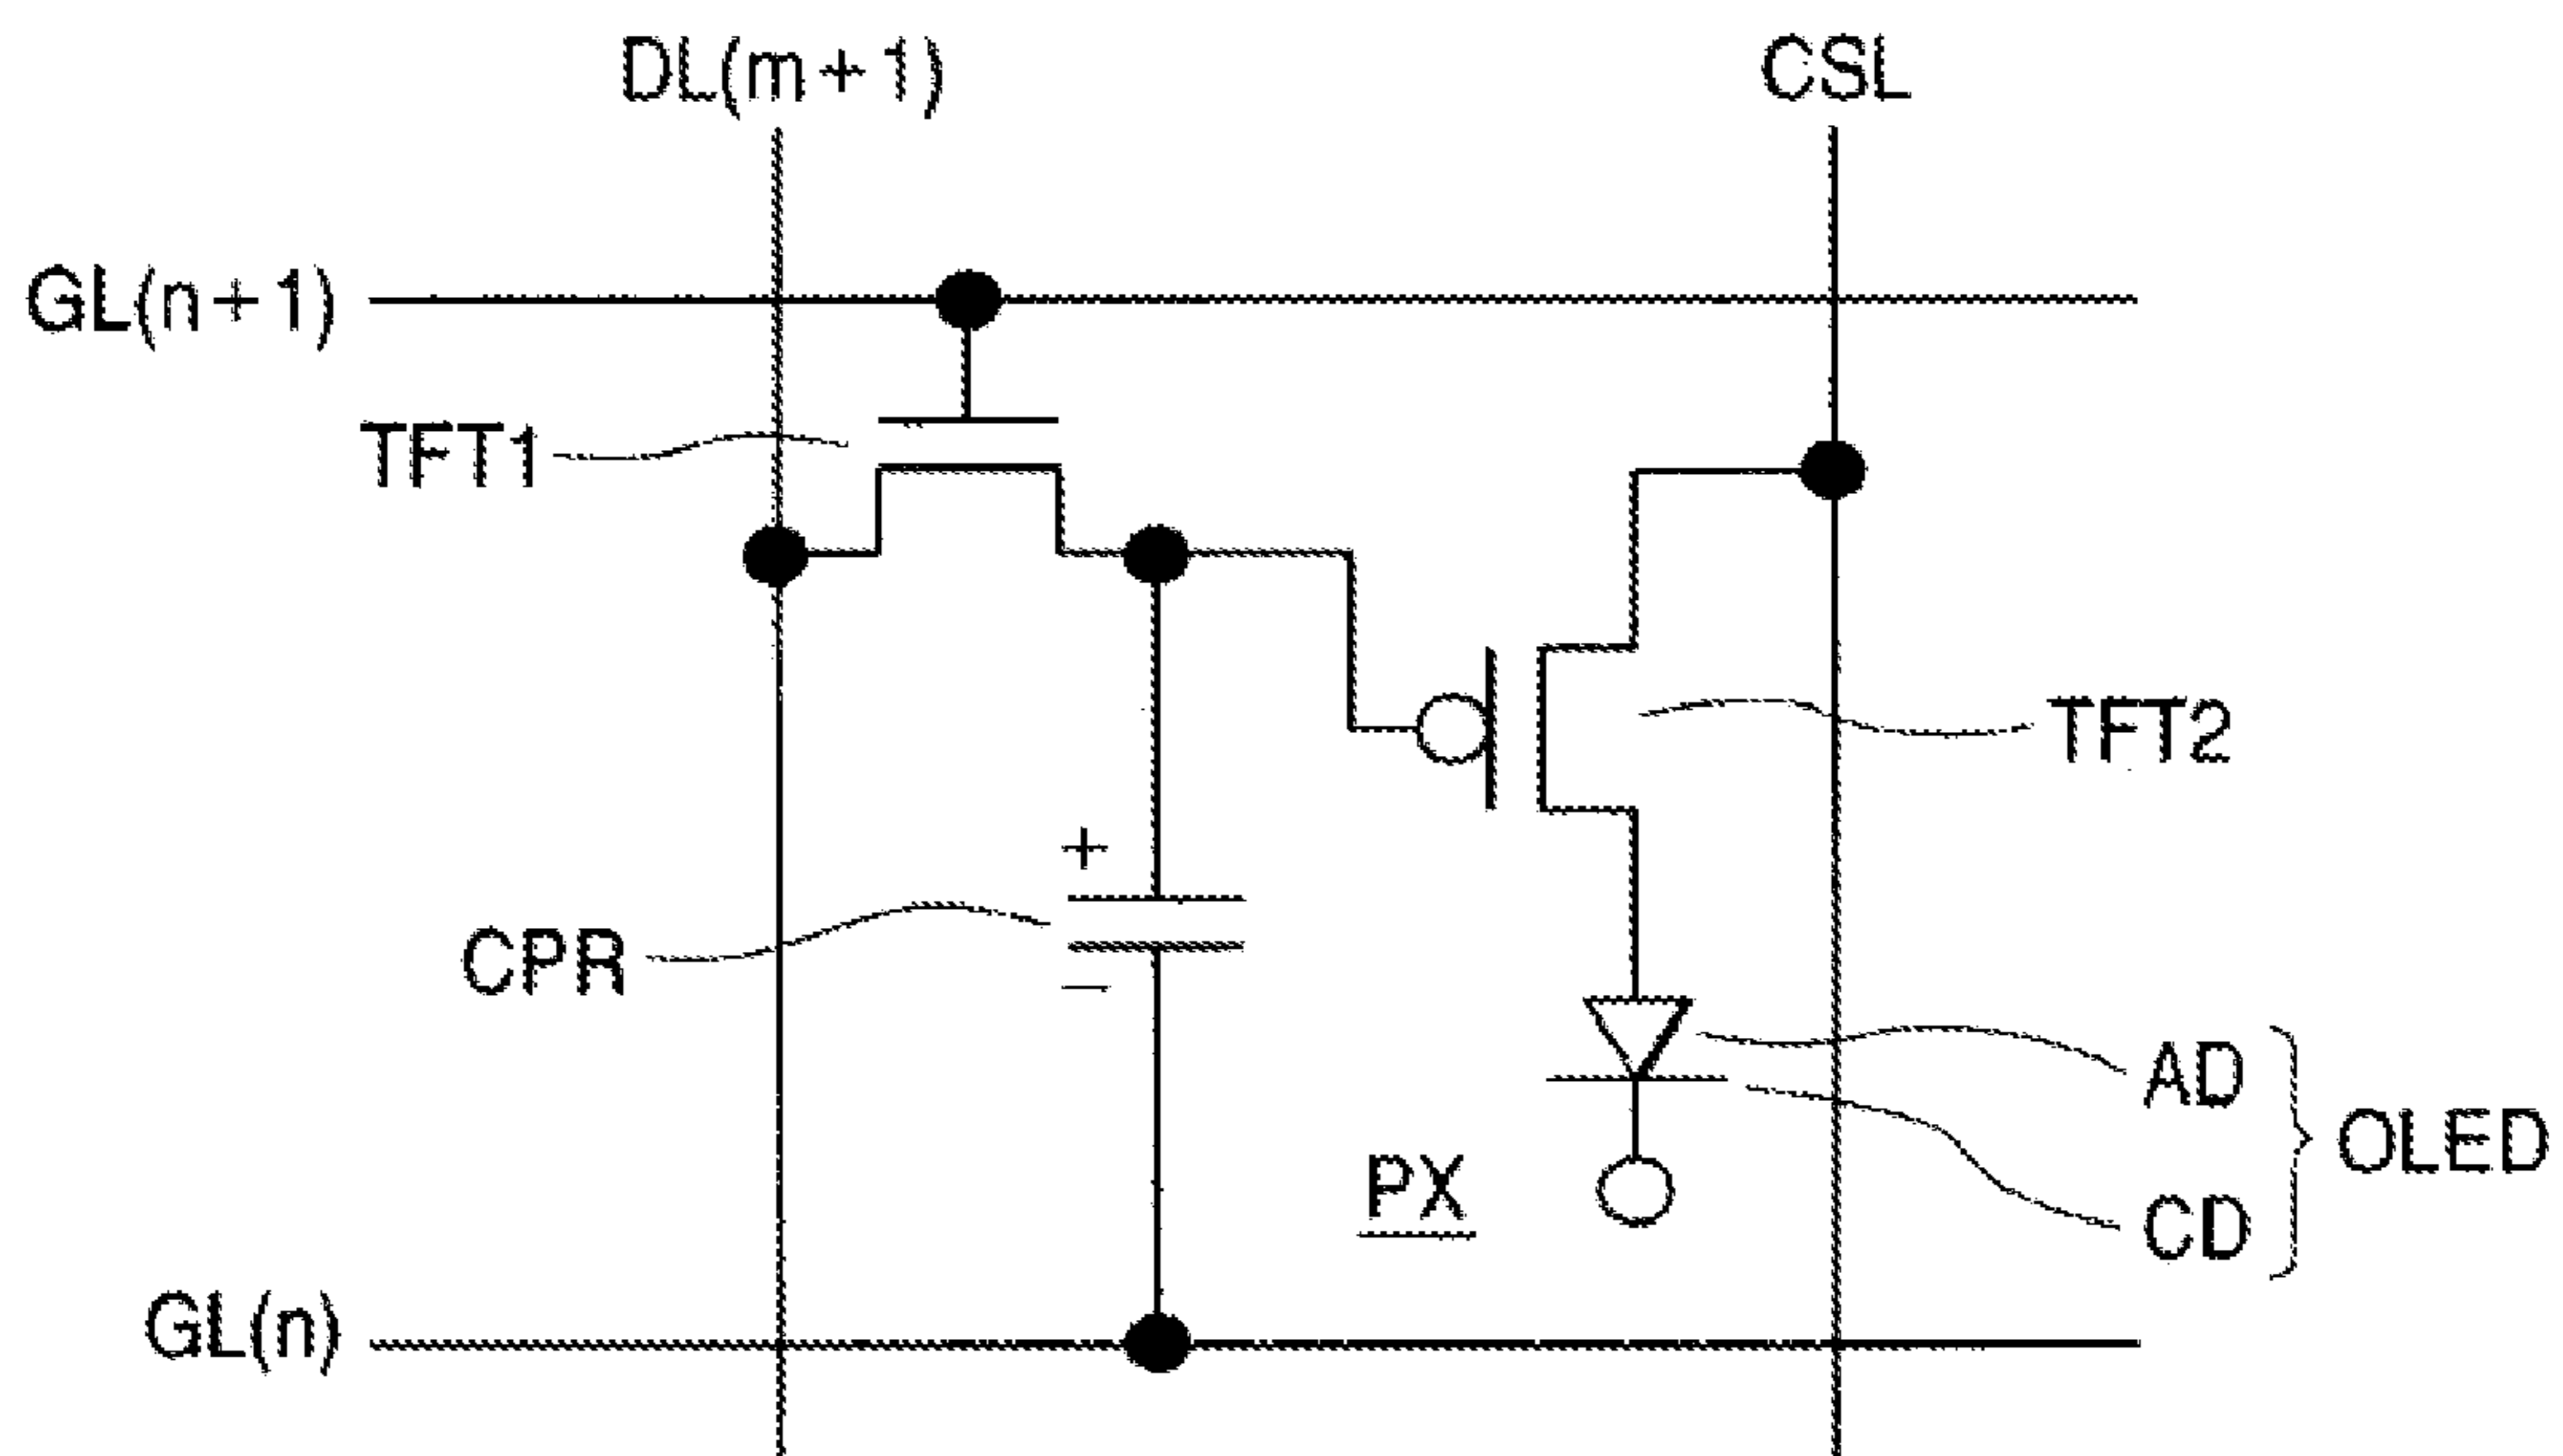 DL(m+1)
CSL
GL(n+1)
TFT1
TFT2
+
CPR
−
AD
OLED
PX
CD
GL(n)